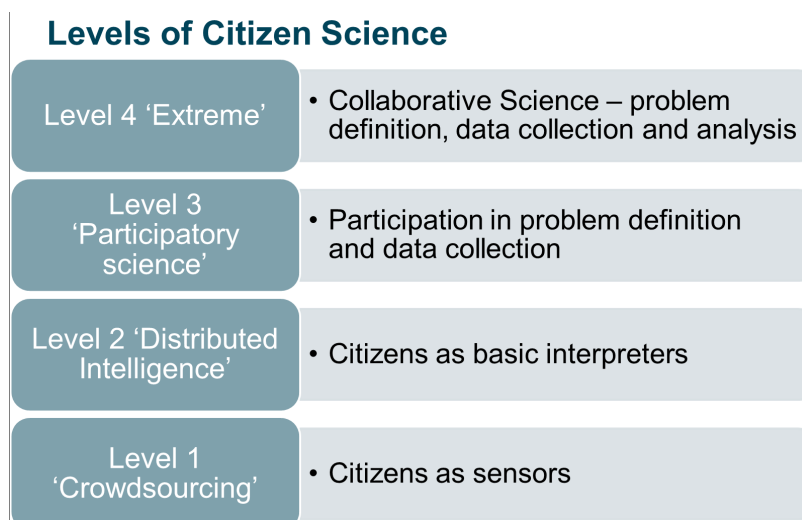 Levels of Citizen Science
Level 4 ‘Extreme’
• Collaborative Science – problem
definition, data collection and analysis
Level 3
‘Participatory
science’
• Participation in problem definition
and data collection
Level 2 ‘Distributed
Intelligence’
• Citizens as basic interpreters
Level 1
‘Crowdsourcing’
• Citizens as sensors